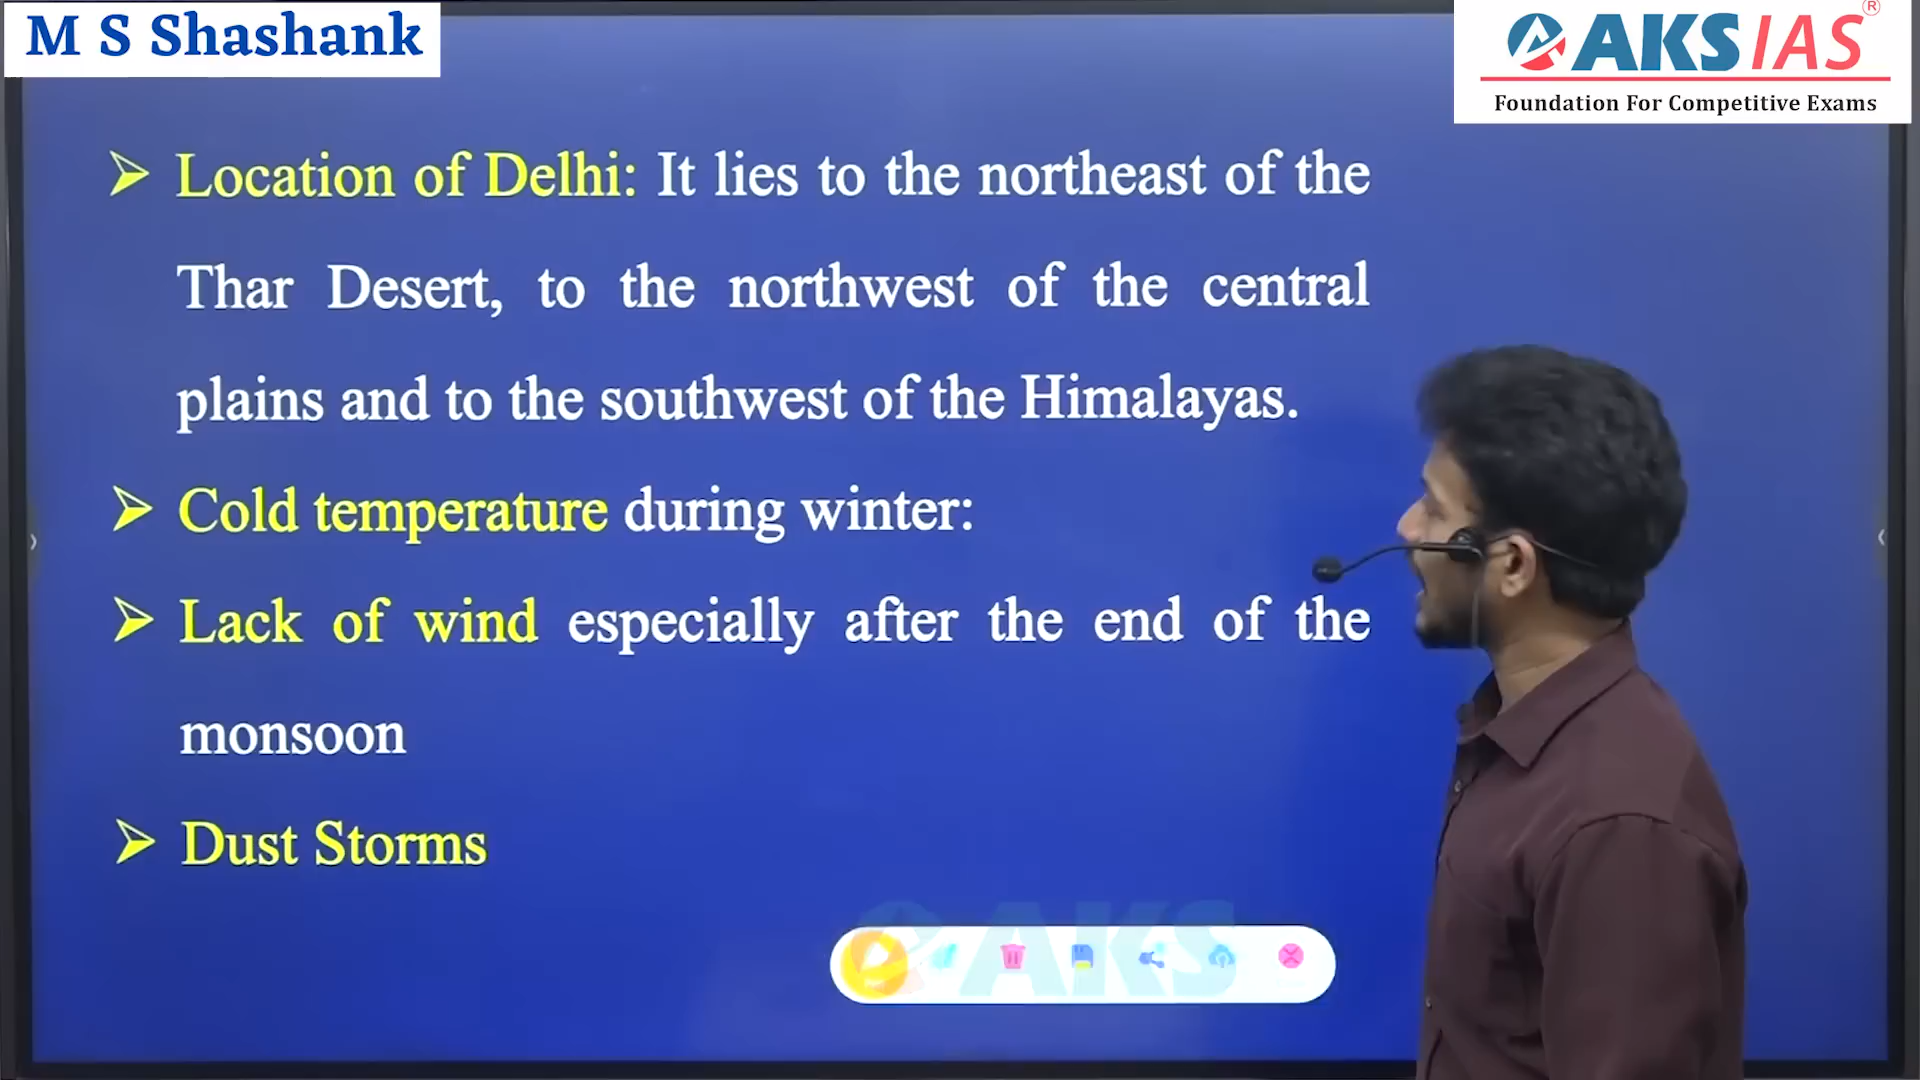 M S Shashank
AKS IAS®
Foundation For Competitive Exams
➢ Location of Delhi: It lies to the northeast of the
Thar Desert, to the northwest of the central
plains and to the southwest of the Himalayas.
➢ Cold temperature during winter:
➢ Lack of wind especially after the end of the
monsoon
➢ Dust Storms
AKS